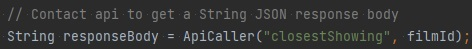 // Contact api to get a String JSON response body
String responseBody = ApiCaller("closestShowing", filmId);